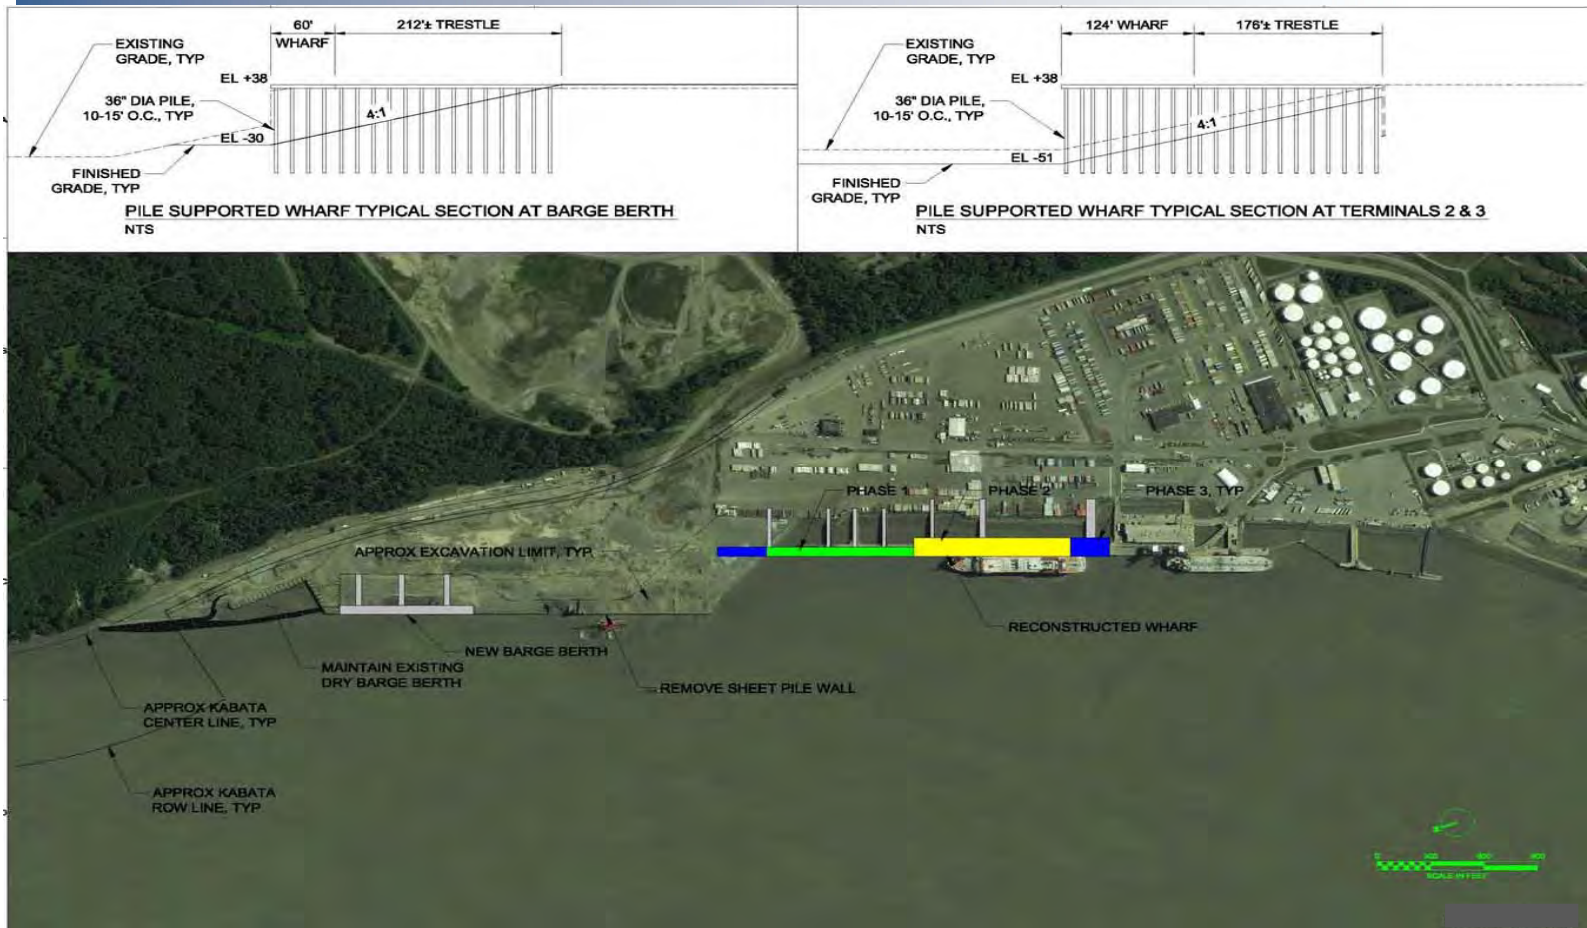 60'
WHARF
212'± TRESTLE
EXISTING
GRADE, TYP
EL +38
36" DIA PILE,
10-15' O.C., TYP
4:1
EL -30
FINISHED
GRADE, TYP
PILE SUPPORTED WHARF TYPICAL SECTION AT BARGE BERTH
NTS
124' WHARF
176'± TRESTLE
EXISTING
GRADE, TYP
EL +38
36" DIA PILE,
10-15' O.C., TYP
4:1
EL -51
FINISHED
GRADE, TYP
PILE SUPPORTED WHARF TYPICAL SECTION AT TERMINALS 2 & 3
NTS
PHASE 1
PHASE 2
PHASE 3, TYP
APPROX EXCAVATION LIMIT, TYP.
RECONSTRUCTED WHARF
NEW BARGE BERTH
MAINTAIN EXISTING
DRY BARGE BERTH
REMOVE SHEET PILE WALL
APPROX KABATA
CENTER LINE, TYP
APPROX KABATA
ROW LINE, TYP
SCALE IN FEET